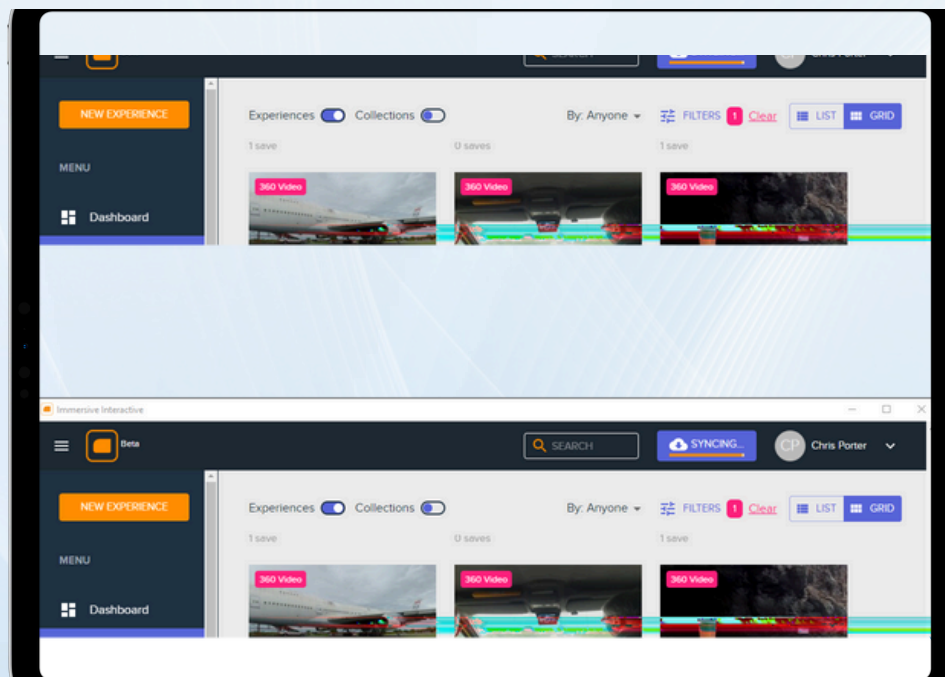 NEW EXPERIENCE
Experiences Collections By: Anyone FILTERS 1 Clear LIST GRID
1 save 0 saves 1 save
MENU
360 Video 360 Video 360 Video
Dashboard
Immersive Interactive
Beta SEARCH SYNCING... CP Chris Porter
NEW EXPERIENCE
Experiences Collections By: Anyone FILTERS 1 Clear LIST GRID
1 save 0 saves 1 save
MENU
360 Video 360 Video 360 Video
Dashboard